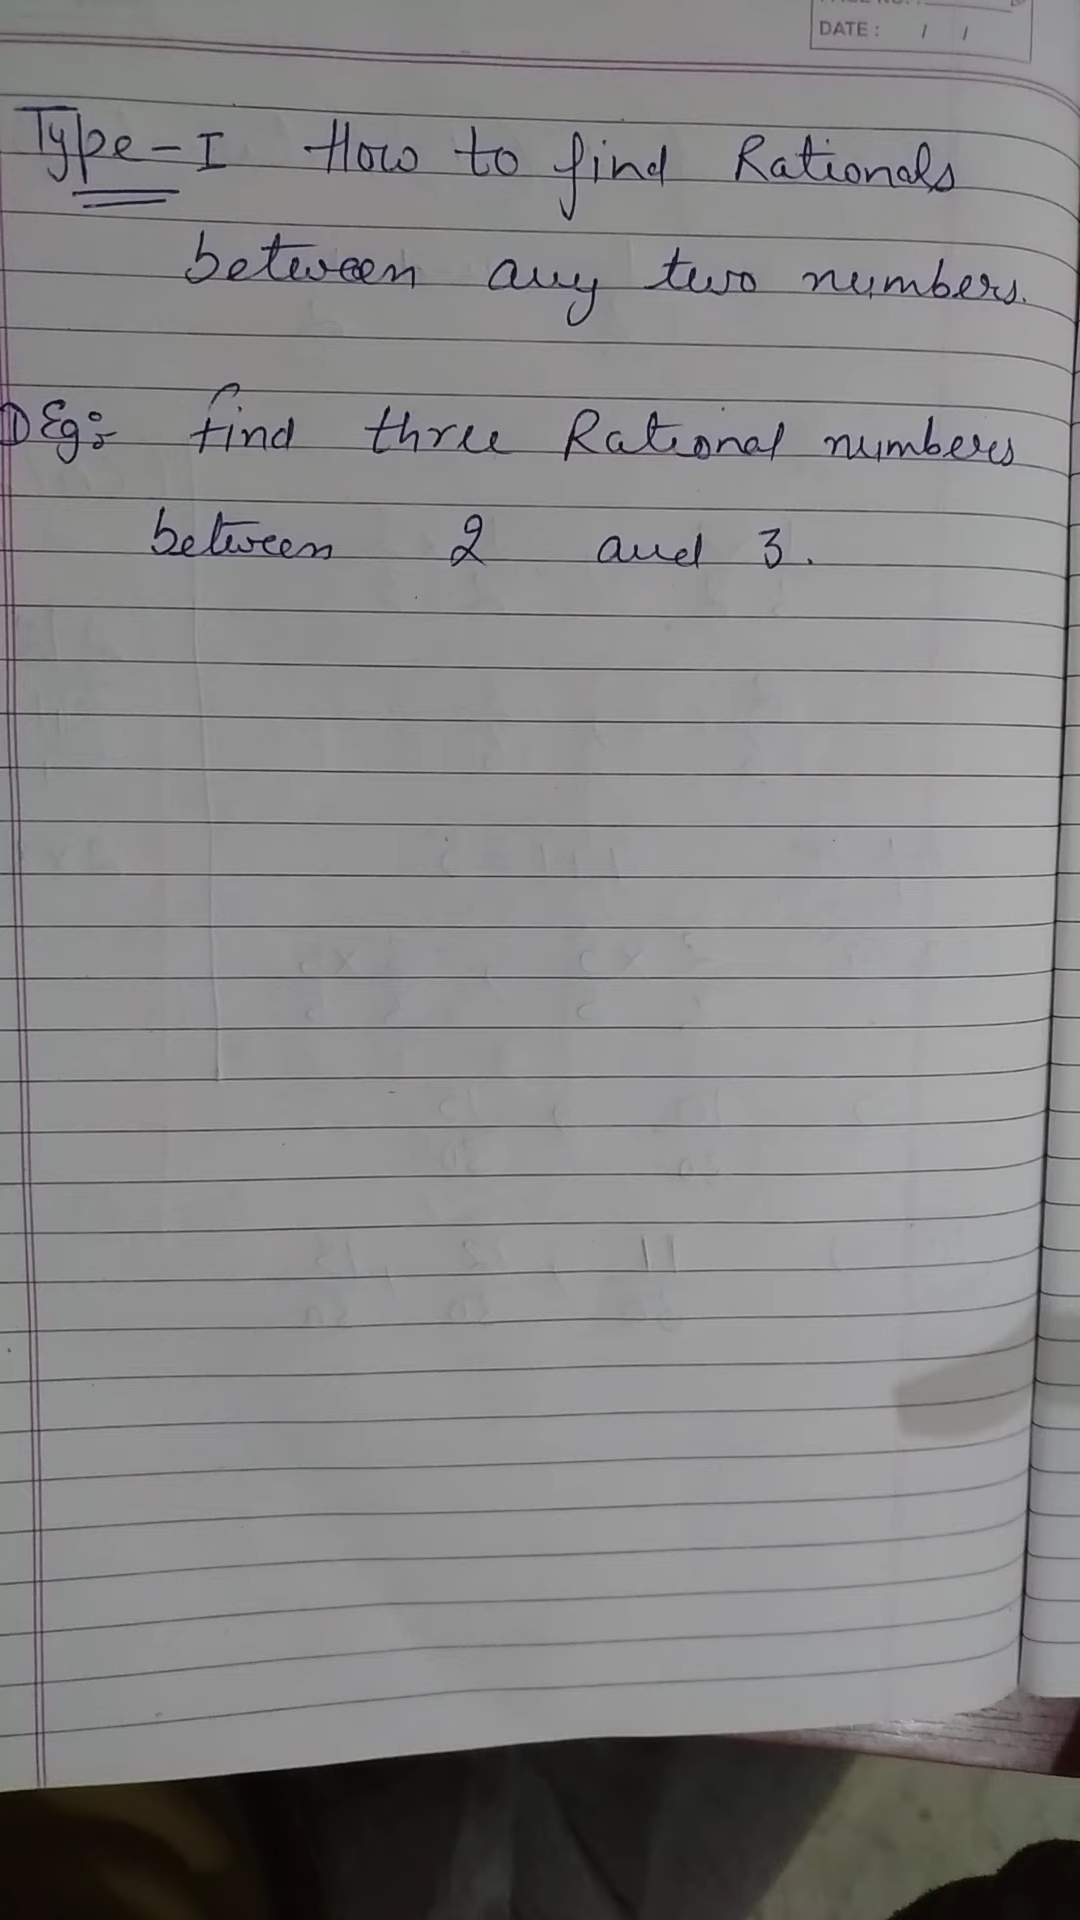 DATE : / /
Type-I How to find Rationals
between any two numbers.
1) Eg:- find three Rational numbers
between 2 and 3.